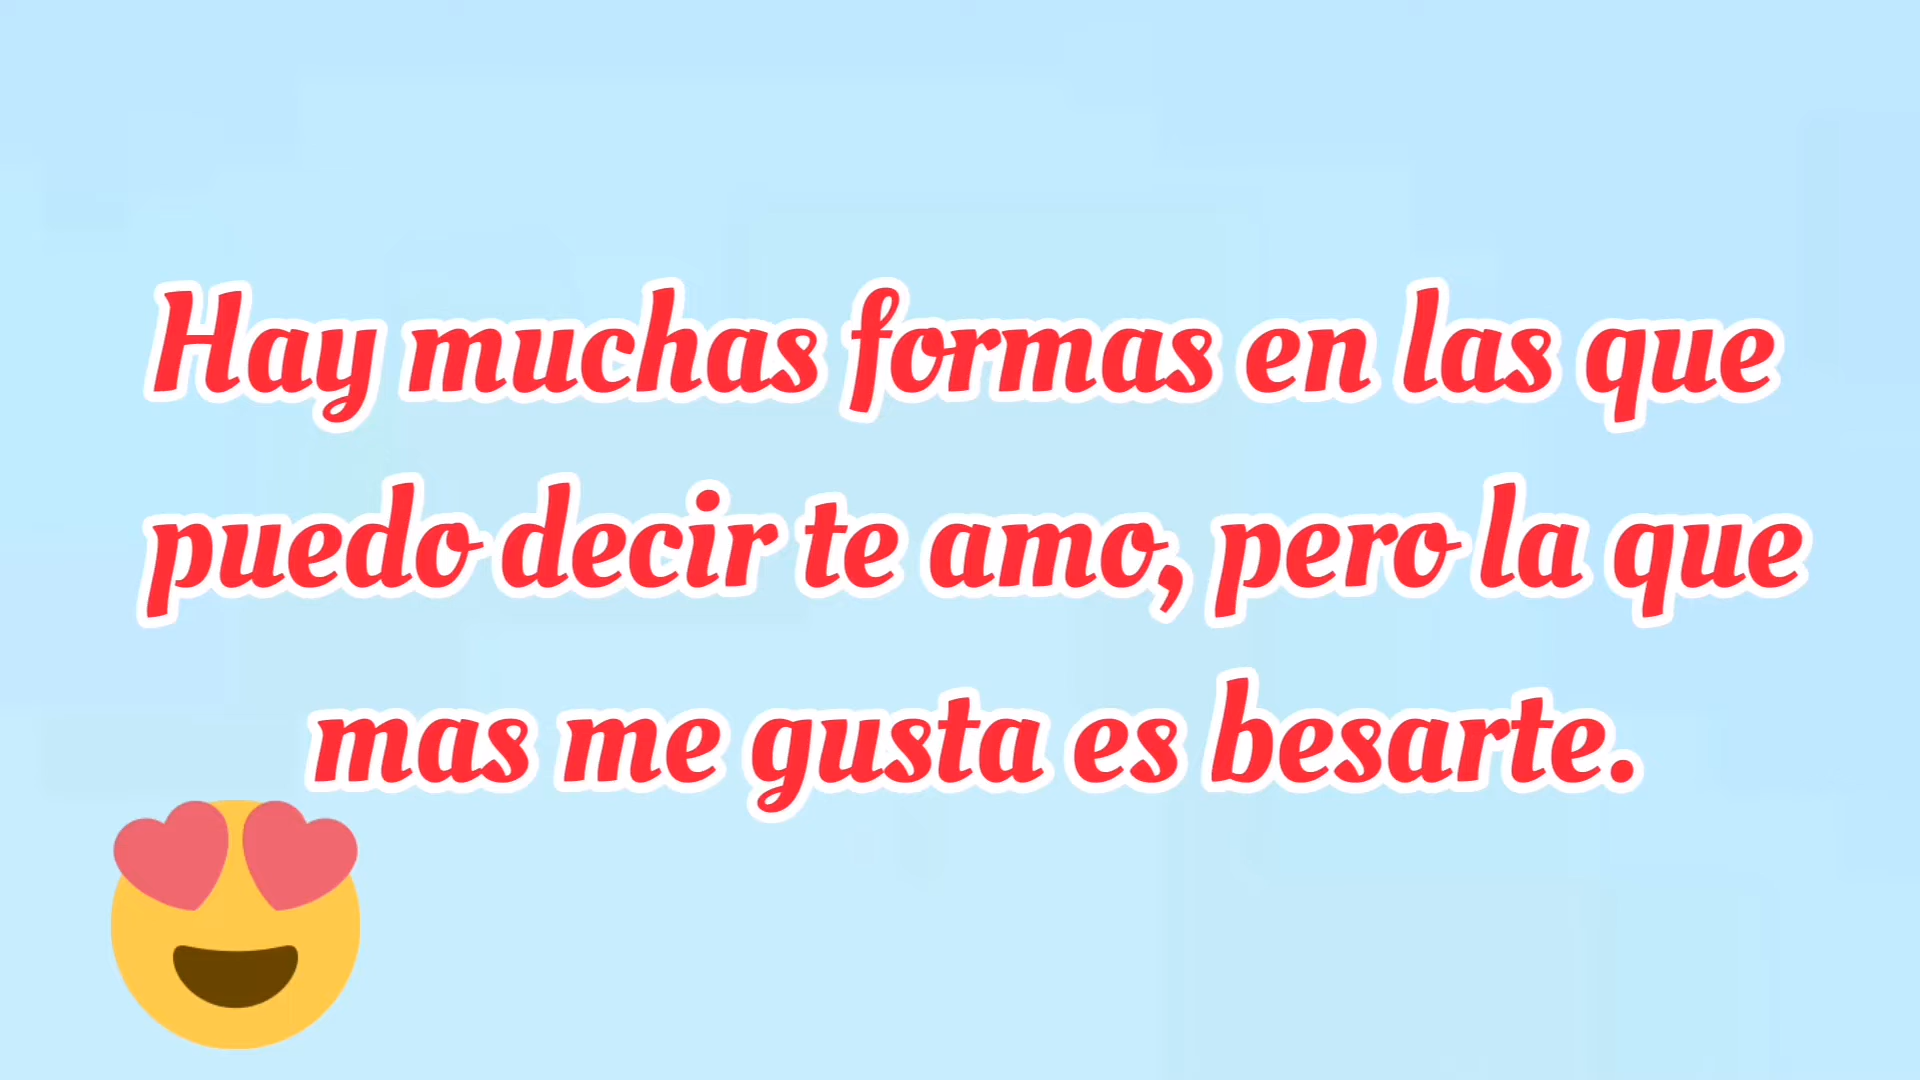 Hay muchas formas en las que
puedo decir te amo, pero la que
mas me gusta es besarte.